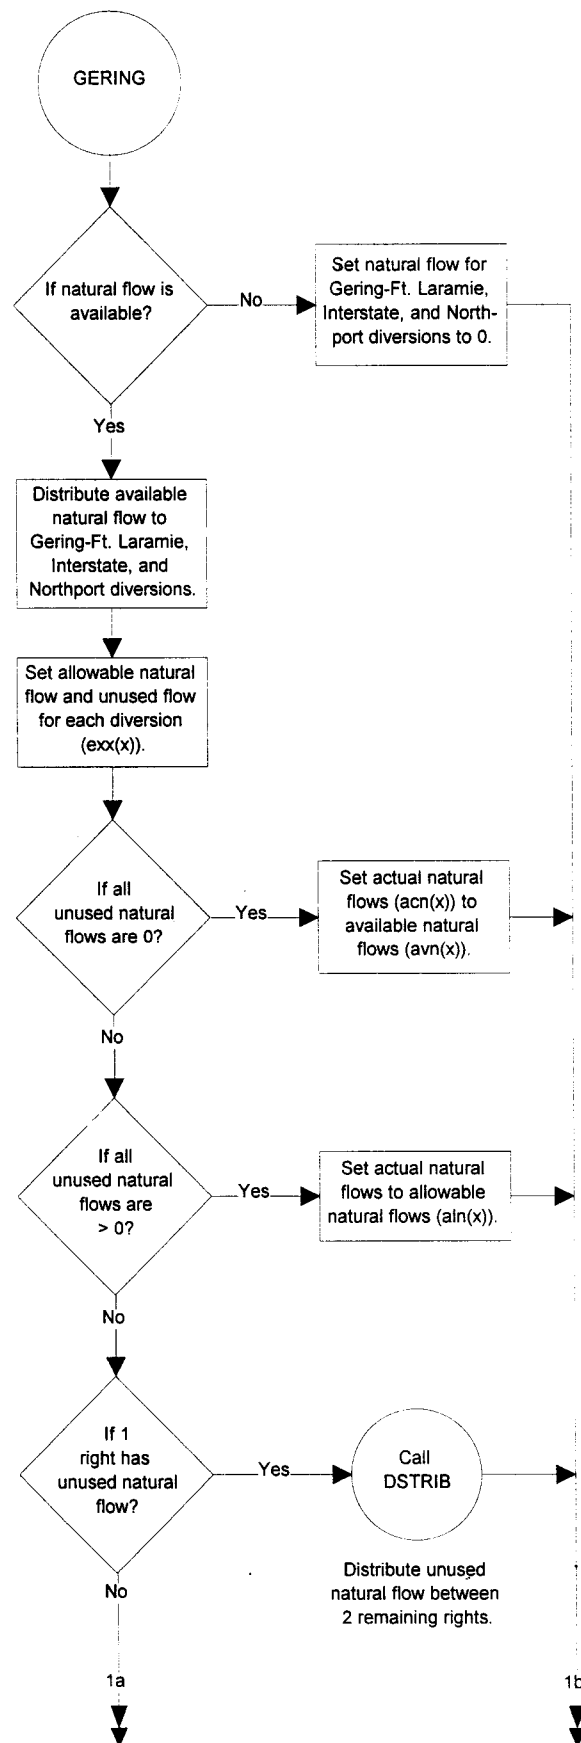 GERING
If natural flow is
available?
No
Set natural flow for
Gering-Ft. Laramie,
Interstate, and North-
port diversions to 0.
Yes
Distribute available
natural flow to
Gering-Ft. Laramie,
Interstate, and
Northport diversions.
Set allowable natural
flow and unused flow
for each diversion
(exx(x)).
If all
unused natural
flows are 0?
Yes
Set actual natural
flows (acn(x)) to
available natural
flows (avn(x)).
No
If all
unused natural
flows are
> 0?
Yes
Set actual natural
flows to allowable
natural flows (aln(x)).
No
If 1
right has
unused natural
flow?
Yes
Call
DSTRIB
Distribute unused
natural flow between
2 remaining rights.
No
1a
1b